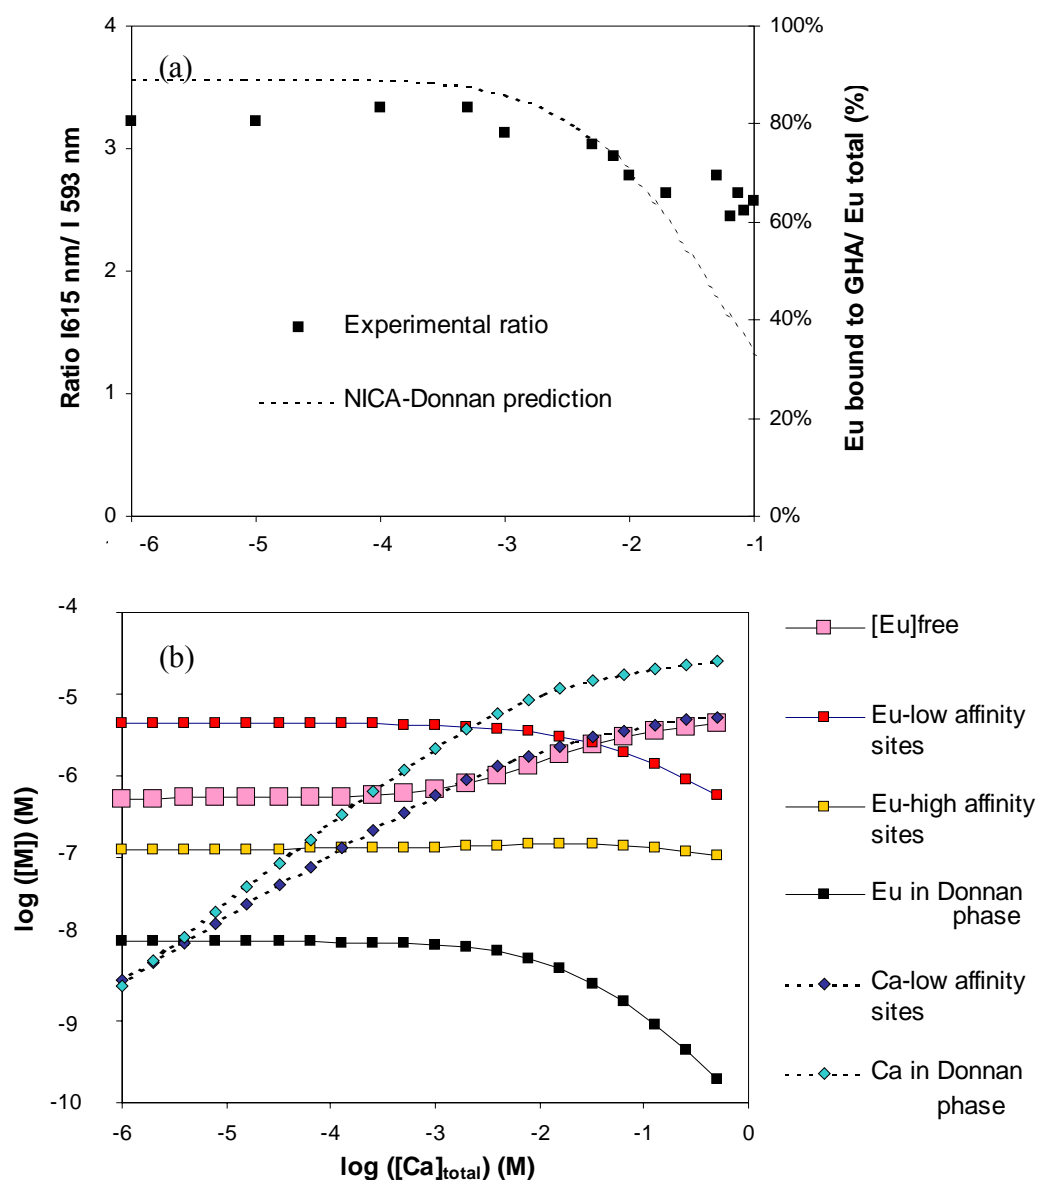 4
3
2
1
0
Ratio I615 nm/ I 593 nm
(a)
Experimental ratio
NICA-Donnan prediction
100%
80%
60%
40%
20%
0%
Eu bound to GHA/ Eu total (%)
-6 -5 -4 -3 -2 -1
-4
-5
-6
-7
-8
-9
-10
log ([M]) (M)
(b)
-6 -5 -4 -3 -2 -1 0
log ([Ca]total) (M)
[Eu]free
Eu-low affinity
sites
Eu-high affinity
sites
Eu in Donnan
phase
Ca-low affinity
sites
Ca in Donnan
phase